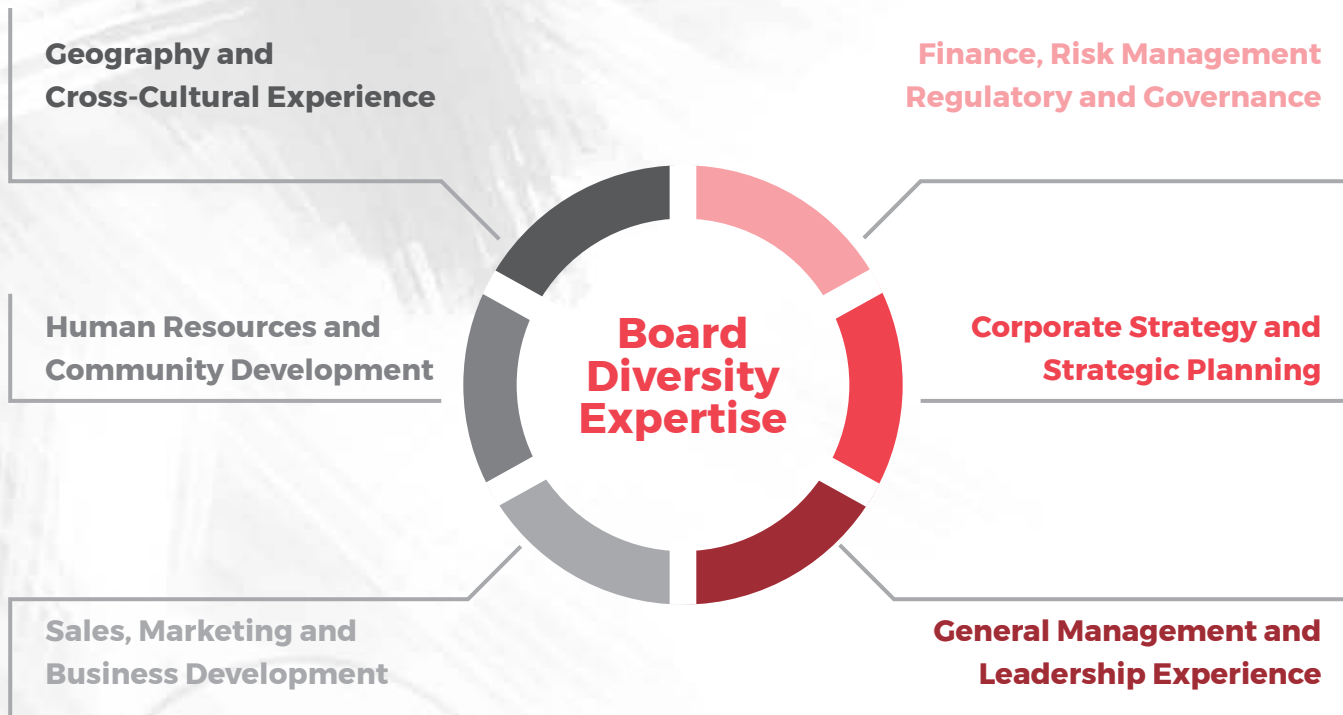 Geography and
Cross-Cultural Experience
Finance, Risk Management
Regulatory and Governance
Human Resources and
Community Development
Board
Diversity
Expertise
Corporate Strategy and
Strategic Planning
Sales, Marketing and
Business Development
General Management and
Leadership Experience